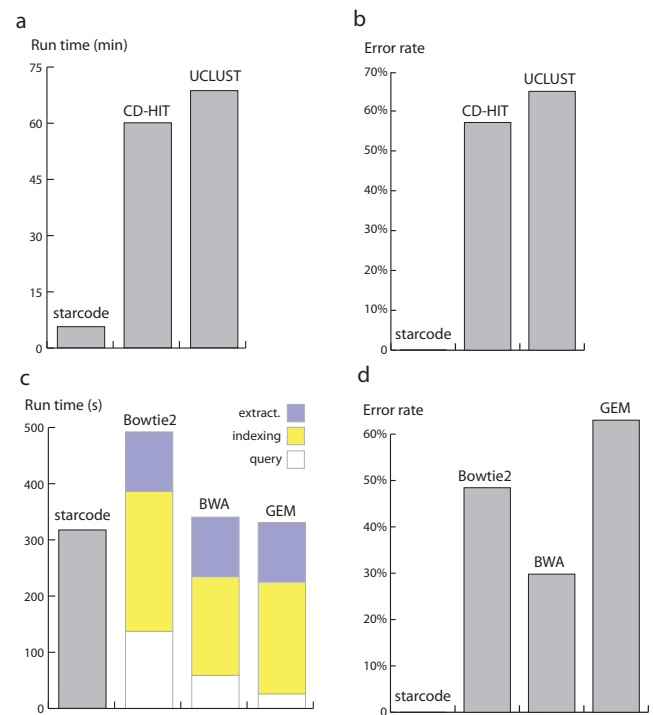 a
Run time (min)
75
60
45
30
15
0
starcode
CD-HIT
UCLUST
b
Error rate
70%
60%
50%
40%
30%
20%
10%
0
starcode
CD-HIT
UCLUST
c
Run time (s)
500
400
300
200
100
0
starcode
Bowtie2
BWA
GEM
extract.
indexing
query
d
Error rate
60%
50%
40%
30%
20%
10%
0
starcode
Bowtie2
BWA
GEM